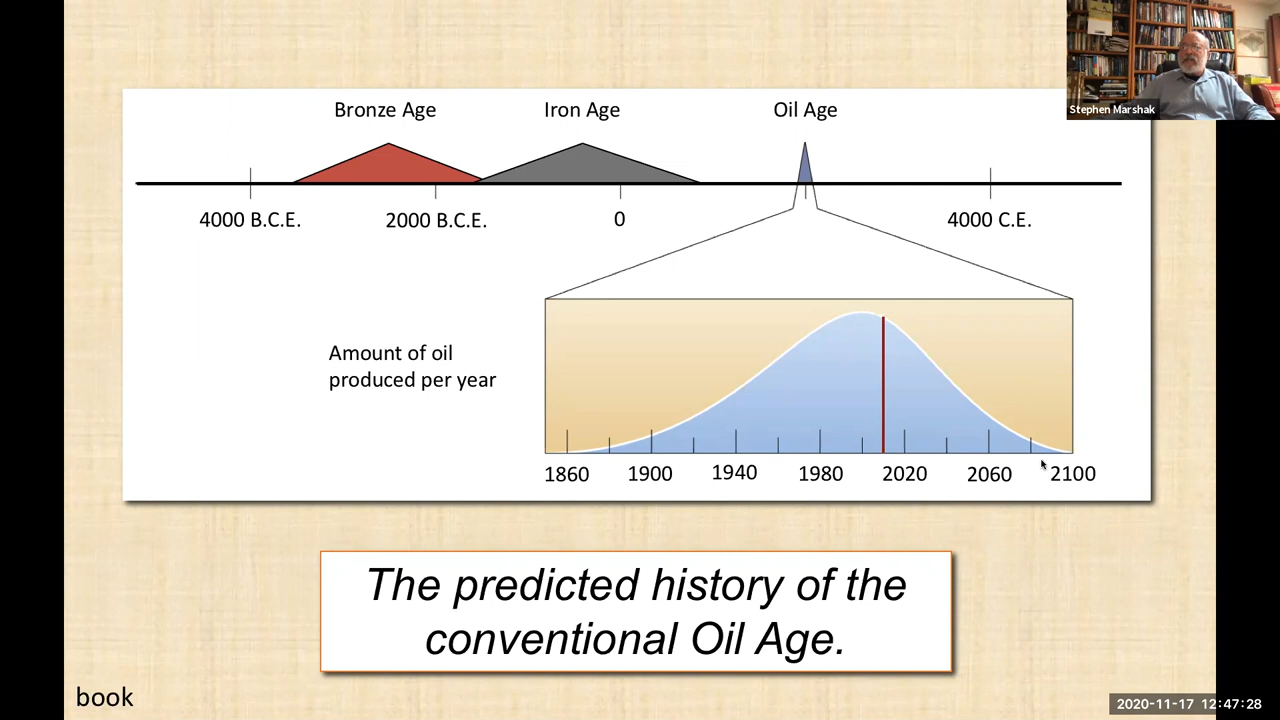 Stephen Marshak
Bronze Age Iron Age Oil Age
4000 B.C.E. 2000 B.C.E. 0 4000 C.E.
Amount of oil
produced per year
1860 1900 1940 1980 2020 2060 2100
The predicted history of the
conventional Oil Age.
book
2020-11-17 12:47:28